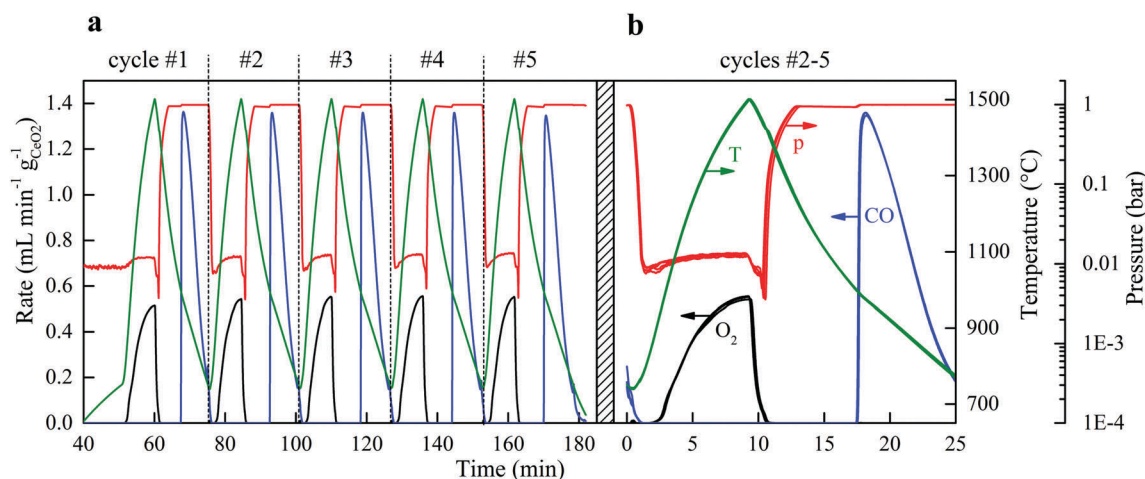 a
b
cycle #1 #2 #3 #4 #5
cycles #2-5
Rate (mL min⁻¹ g⁻¹CeO2)
1.4
1.2
1.0
0.8
0.6
0.4
0.2
0.0
40 60 80 100 120 140 160 180
Time (min)
T
p
CO
O₂
0 5 10 15 20 25
1500
1300
1100
900
700
Temperature (°C)
1
0.1
0.01
1E-3
1E-4
Pressure (bar)